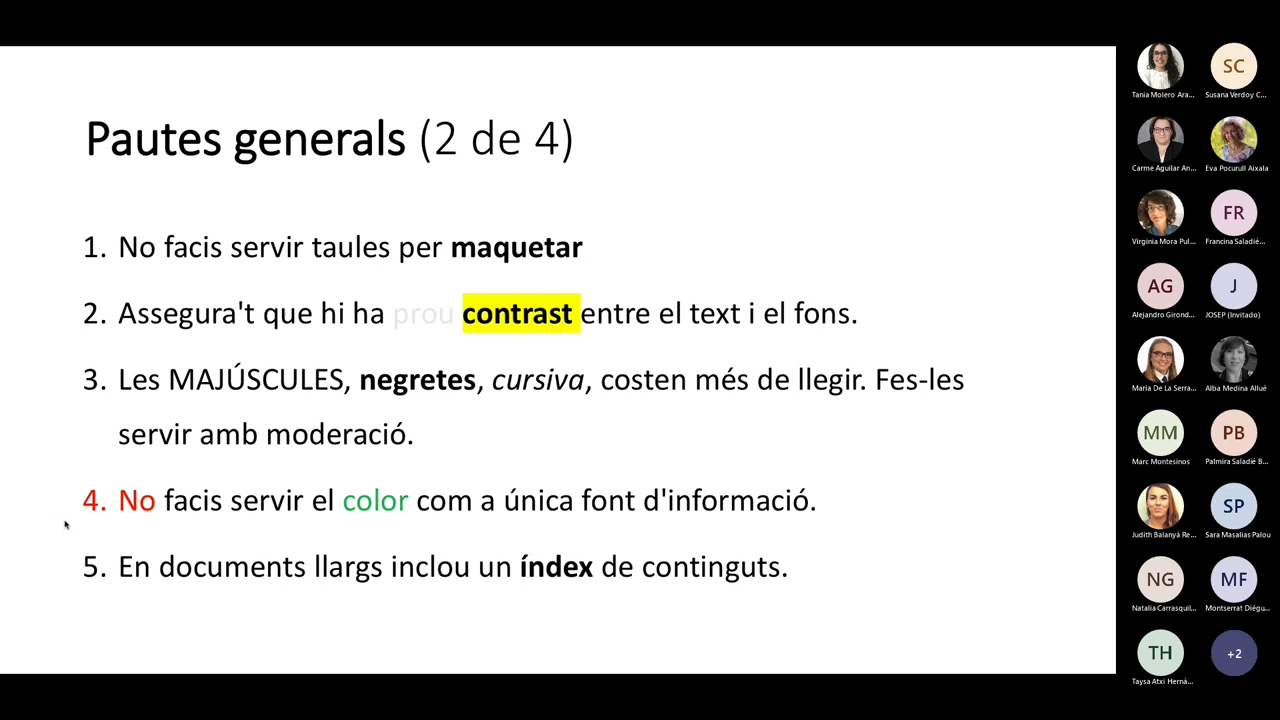 Pautes generals (2 de 4)
1. No facis servir taules per maquetar
2. Assegura't que hi ha prou contrast entre el text i el fons.
3. Les MAJÚSCULES, negretes, cursiva, costen més de llegir. Fes-les
servir amb moderació.
4. No facis servir el color com a única font d'informació.
5. En documents llargs inclou un índex de continguts.
Tania Molero Ara...
SC
Susana Verdoy C...
Carme Aguilar An...
Eva Pocurull Aixala
Virginia Mora Pul...
FR
Francina Saladié...
AG
Alejandro Girond...
J
JOSEP (Invitado)
Maria De La Serra...
Alba Medina Allué
MM
Marc Montesinos
PB
Palmira Saladié B...
Judith Balanyà Re...
SP
Sara Masalias Palou
NG
Natalia Carrasquil...
MF
Montserrat Diégu...
TH
Taysa Atxi Herná...
+2